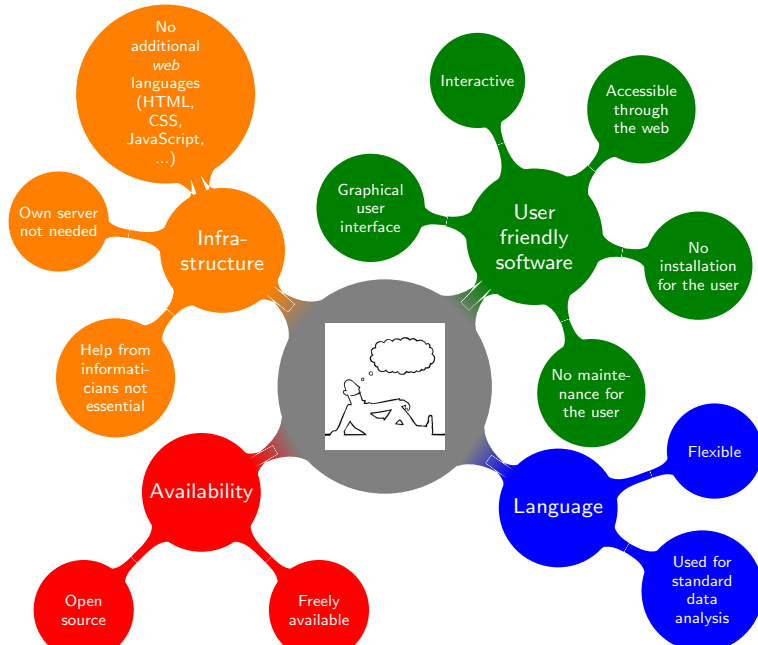 No
additional
web
languages
(HTML,
CSS,
JavaScript,
...)
Own server
not needed
Infra-
structure
Help from
informati-
cians not
essential
Interactive
Accessible
through
the web
Graphical
user
interface
User
friendly
software
No
installation
for the user
No mainte-
nance for
the user
Availability
Open
source
Freely
available
Language
Flexible
Used for
standard
data
analysis